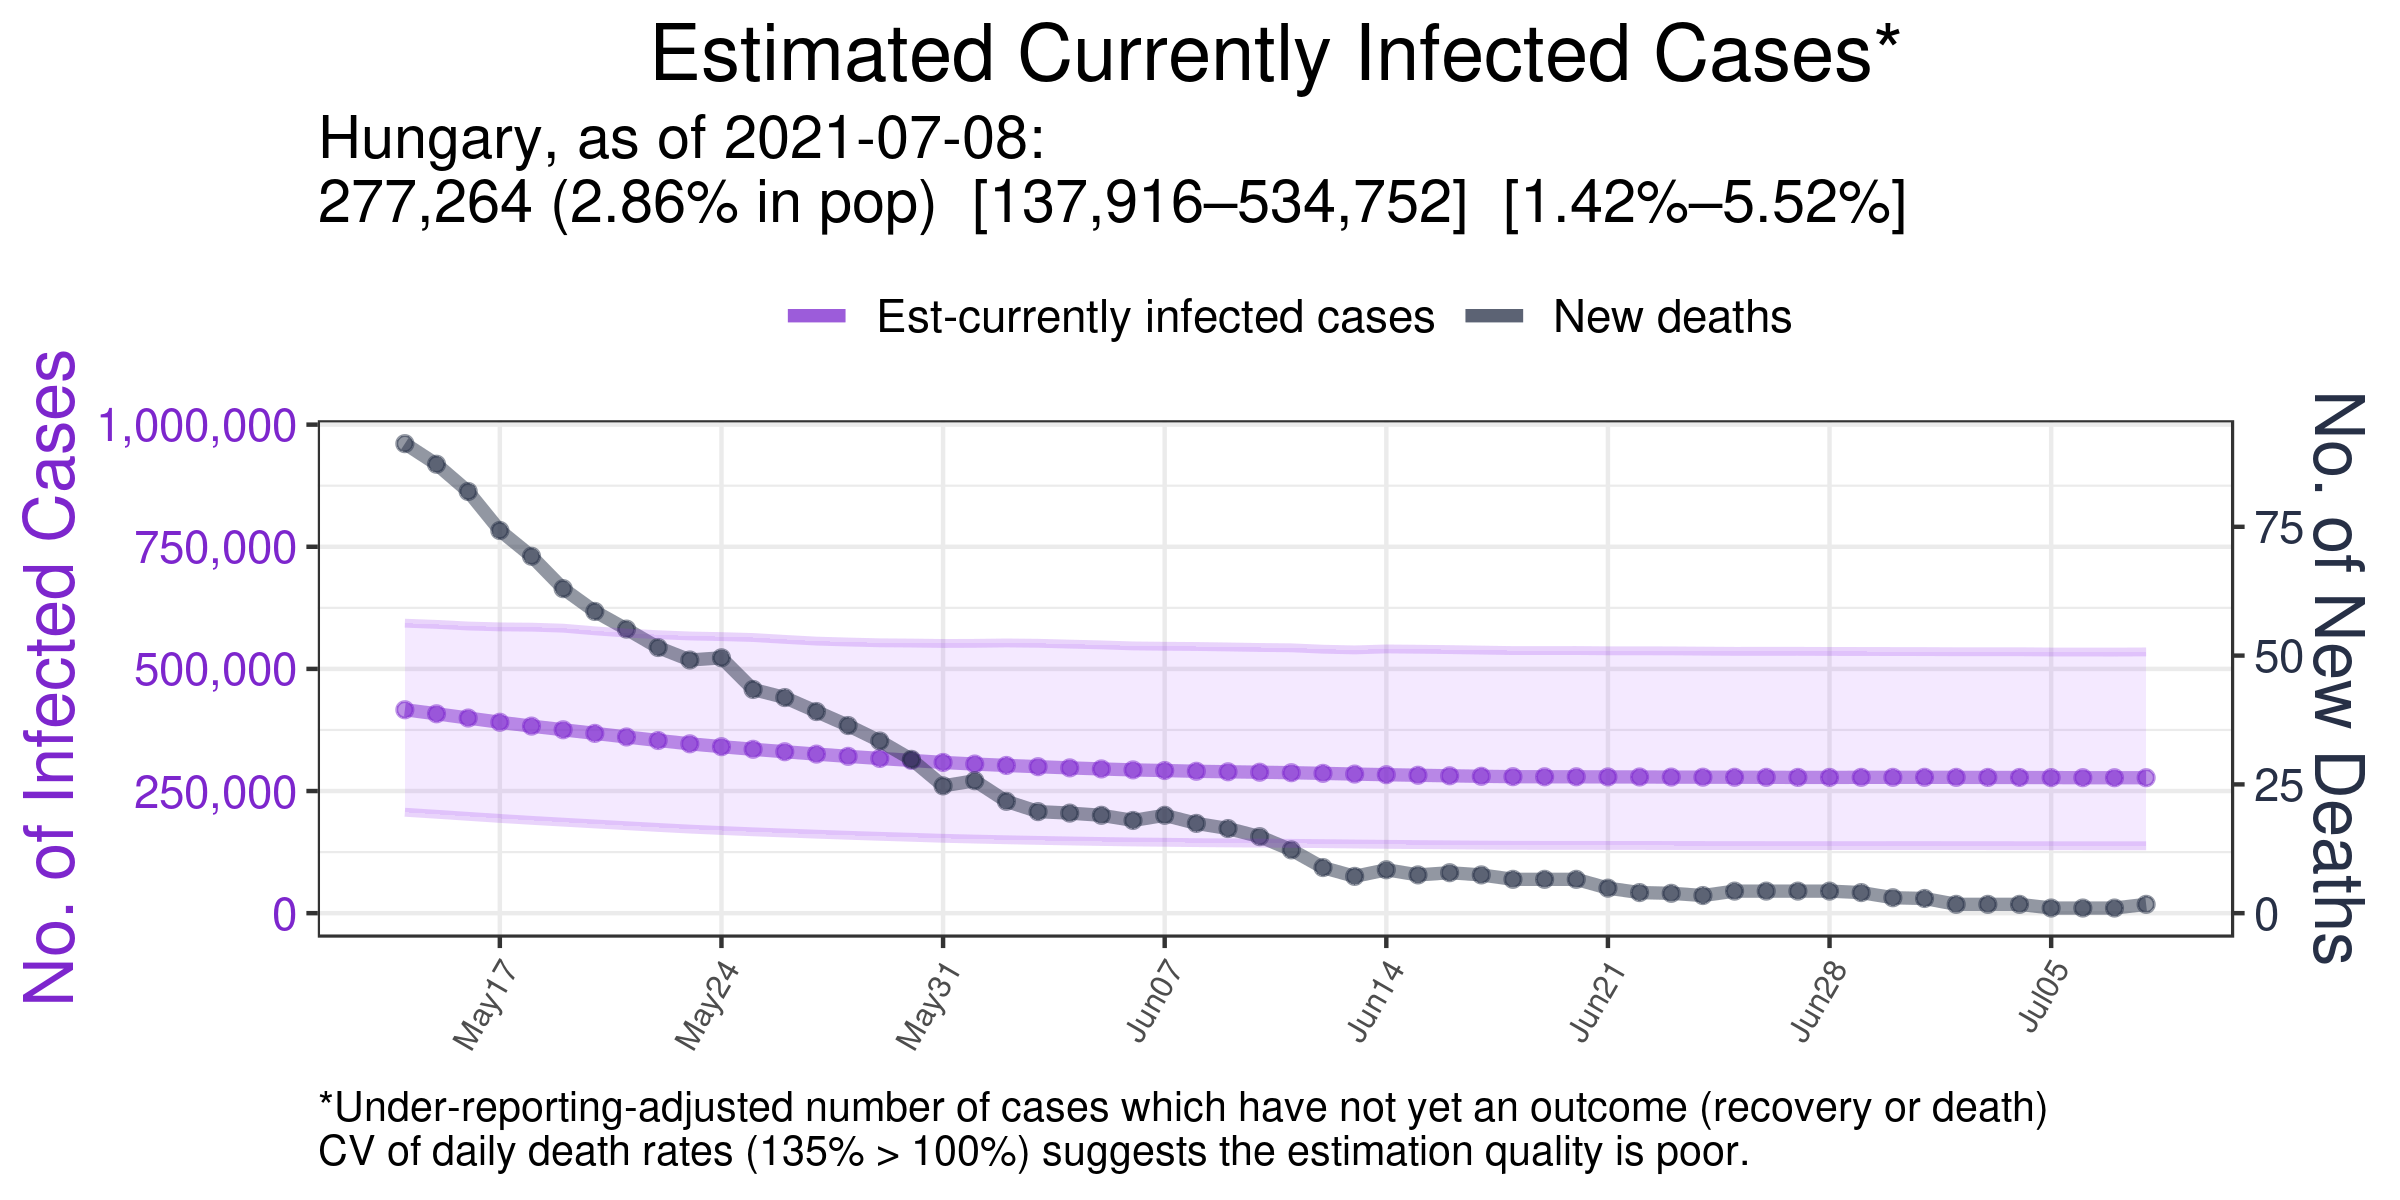 Estimated Currently Infected Cases*
Hungary, as of 2021-07-08:
277,264 (2.86% in pop)  [137,916–534,752]  [1.42%–5.52%]
Est-currently infected cases
New deaths
No. of Infected Cases
1,000,000
750,000
500,000
250,000
0
No. of New Deaths
75
50
25
0
May17
May24
May31
Jun07
Jun14
Jun21
Jun28
Jul05
*Under-reporting-adjusted number of cases which have not yet an outcome (recovery or death)
CV of daily death rates (135% > 100%) suggests the estimation quality is poor.